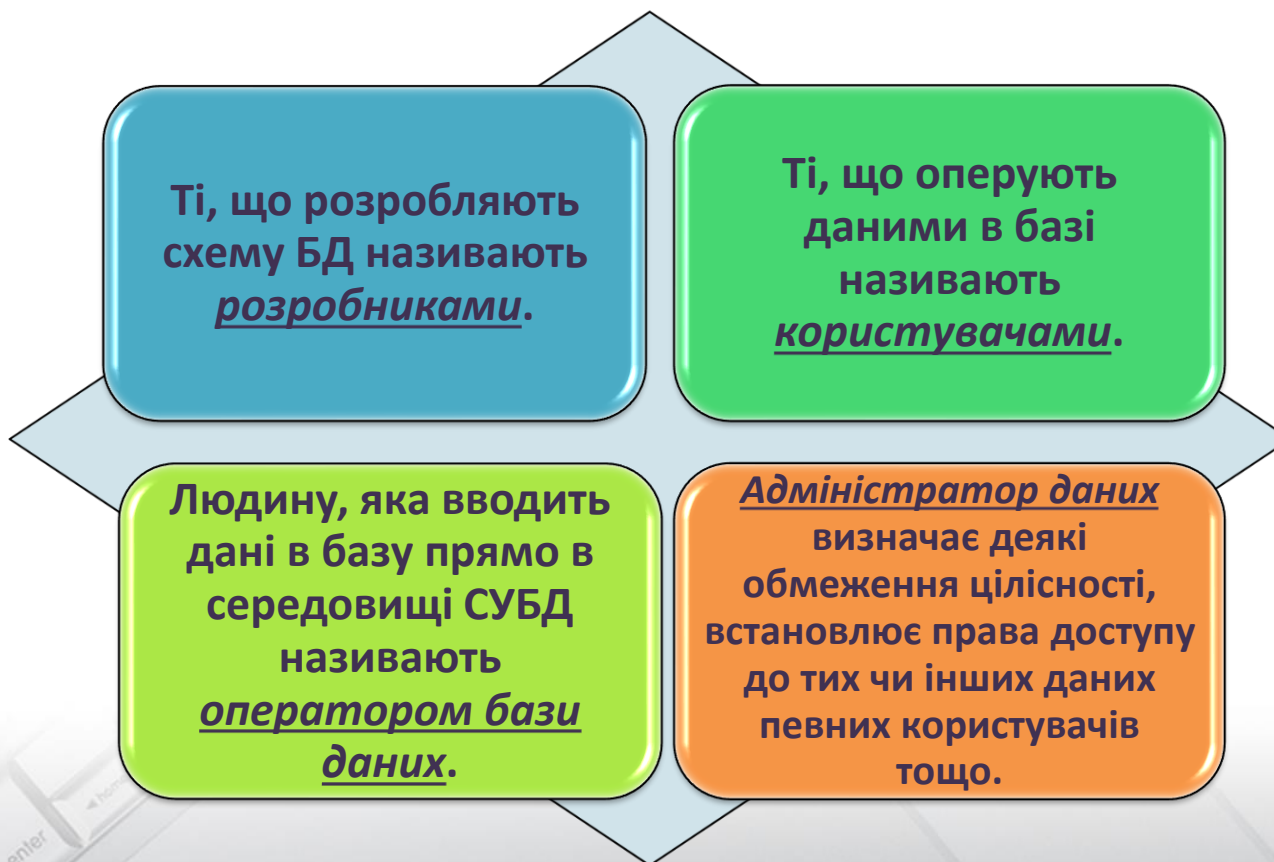 Ті, що розробляють
схему БД називають
розробниками.
Ті, що оперують
даними в базі
називають
користувачами.
Людину, яка вводить
дані в базу прямо в
середовищі СУБД
називають
оператором бази
даних.
Адміністратор даних
визначає деякі
обмеження цілісності,
встановлює права доступу
до тих чи інших даних
певних користувачів
тощо.
enter
home